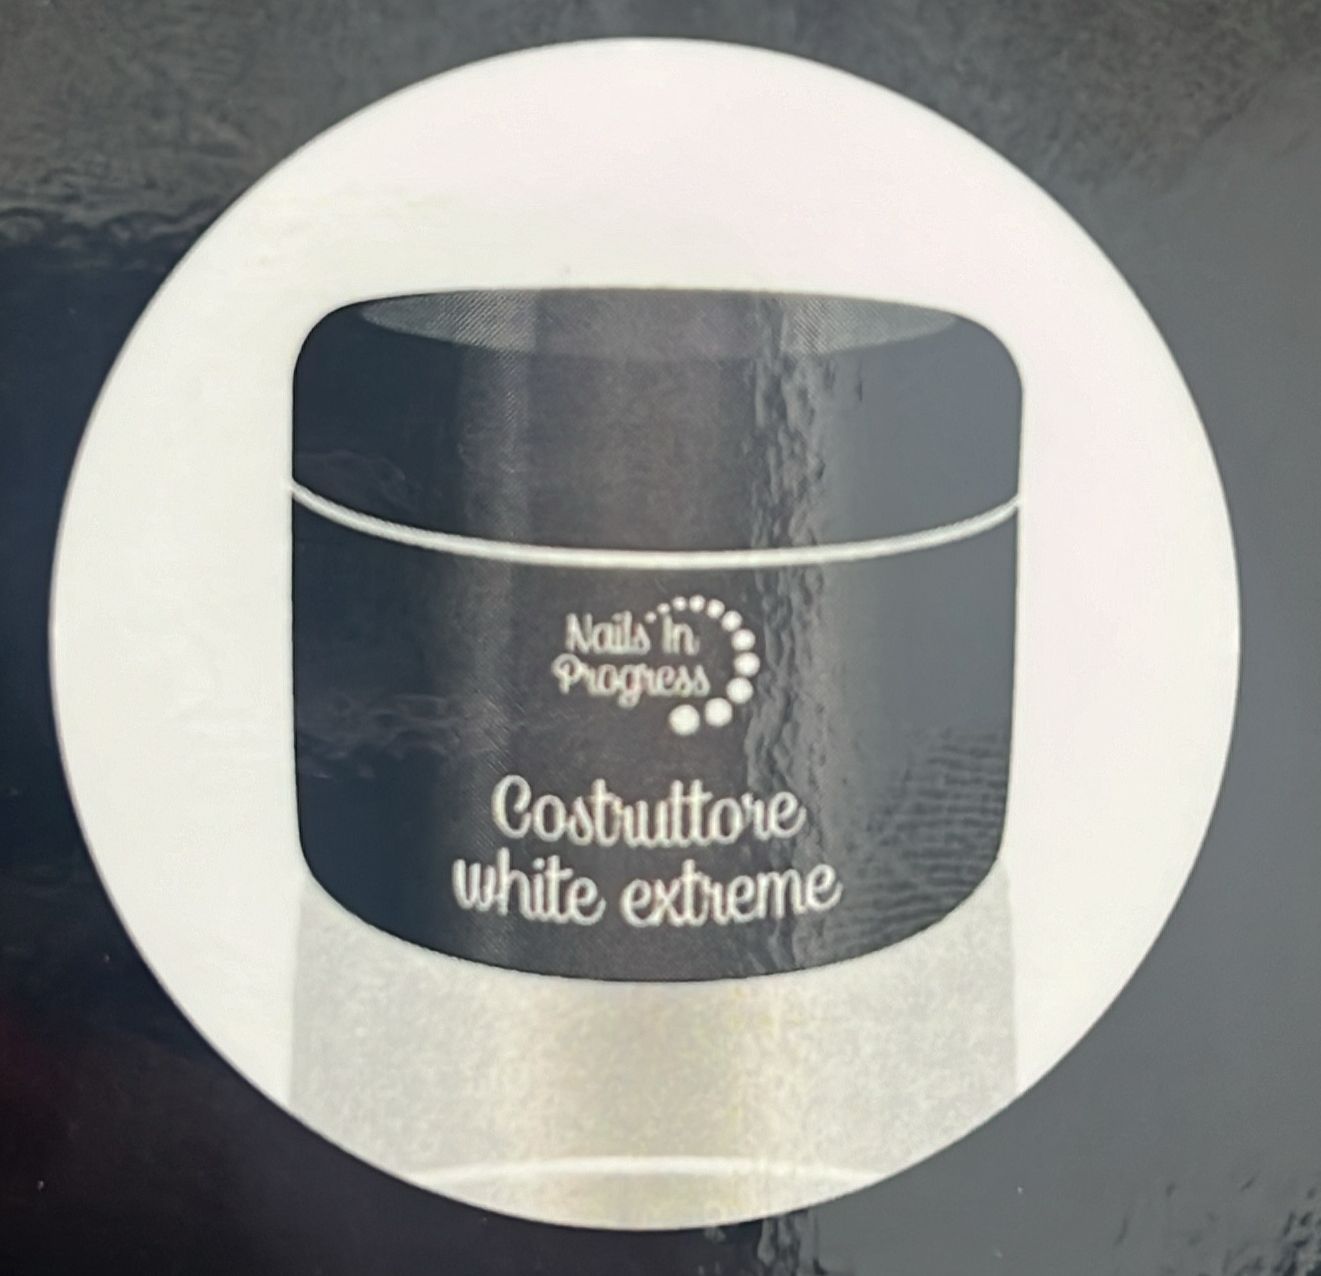 Nails In
Progress
Costruttore
white extreme